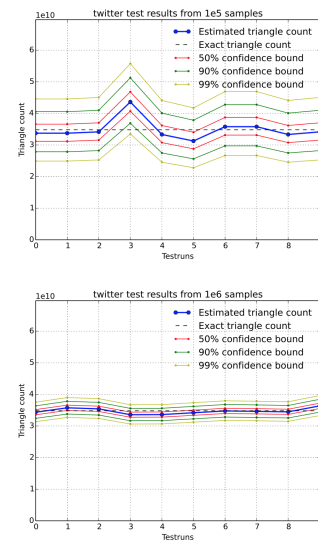 twitter test results from 1e5 samples
1e10
Estimated triangle count
Exact triangle count
50% confidence bound
90% confidence bound
99% confidence bound
Triangle count
6
5
4
3
2
1
0
0 1 2 3 4 5 6 7 8
Testruns
twitter test results from 1e6 samples
1e10
Estimated triangle count
Exact triangle count
50% confidence bound
90% confidence bound
99% confidence bound
Triangle count
6
5
4
3
2
1
0
0 1 2 3 4 5 6 7 8
Testruns